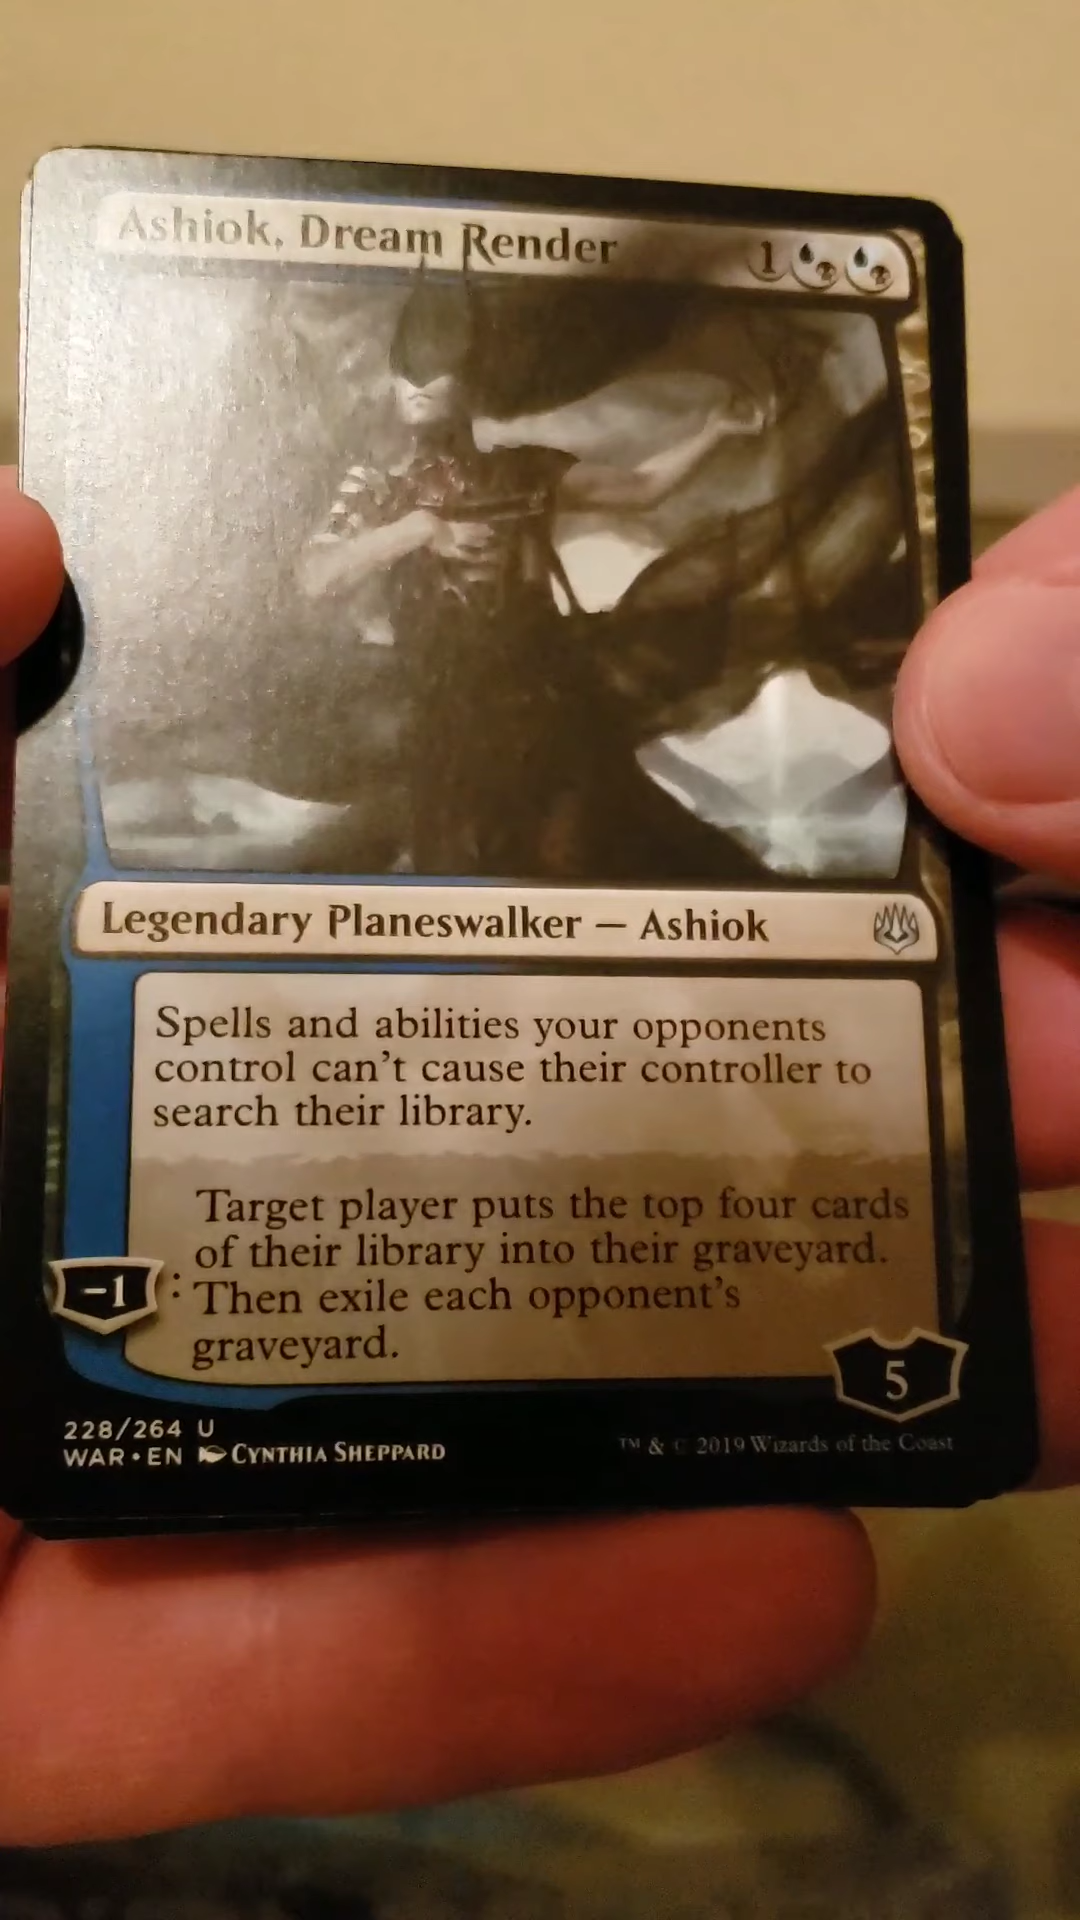 Ashiok, Dream Render 1
Legendary Planeswalker — Ashiok
Spells and abilities your opponents
control can't cause their controller to
search their library.
Target player puts the top four cards
of their library into their graveyard.
-1: Then exile each opponent's
graveyard.
5
228/264 U
WAR • EN Cynthia Sheppard
™ & © 2019 Wizards of the Coast